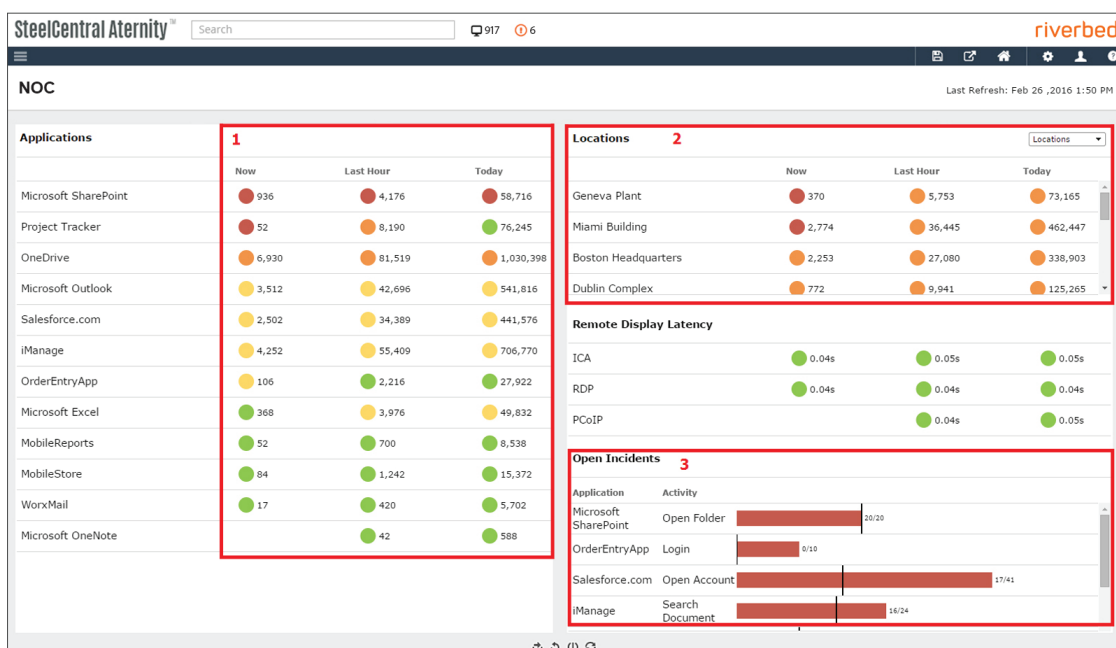 SteelCentral Aternity™
Search
917
6
riverbed
NOC
Last Refresh: Feb 26 ,2016 1:50 PM
Applications
1
Now Last Hour Today
Microsoft SharePoint 936 4,176 58,716
Project Tracker 52 8,190 76,245
OneDrive 6,930 81,519 1,030,398
Microsoft Outlook 3,512 42,696 541,816
Salesforce.com 2,502 34,389 441,576
iManage 4,252 55,409 706,770
OrderEntryApp 106 2,216 27,922
Microsoft Excel 368 3,976 49,832
MobileReports 52 700 8,538
MobileStore 84 1,242 15,372
WorxMail 17 420 5,702
Microsoft OneNote 42 588
Locations 2 Locations
Now Last Hour Today
Geneva Plant 370 5,753 73,165
Miami Building 2,774 36,445 462,447
Boston Headquarters 2,253 27,080 338,903
Dublin Complex 772 9,941 125,265
Remote Display Latency
ICA 0.04s 0.05s 0.05s
RDP 0.04s 0.04s 0.04s
PCoIP 0.04s 0.05s
Open Incidents 3
Application Activity
Microsoft
SharePoint Open Folder 20/20
OrderEntryApp Login 0/10
Salesforce.com Open Account 17/41
iManage Search
Document 16/24